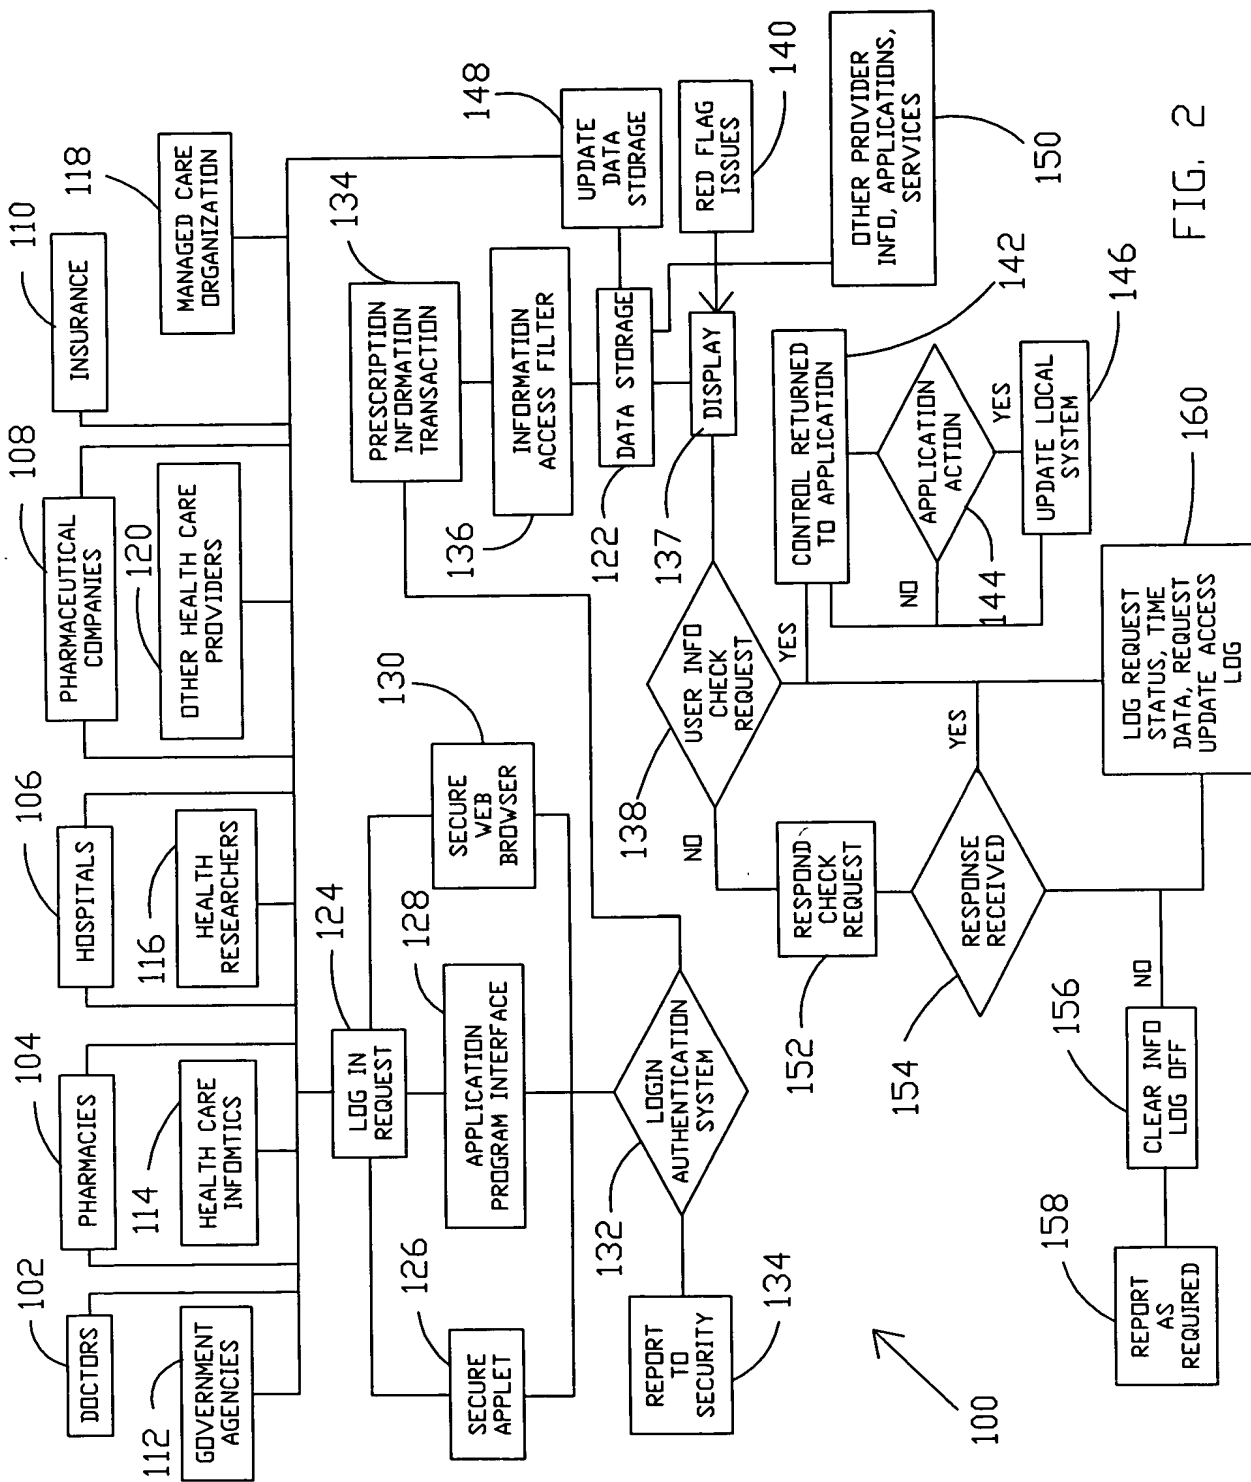 102
DOCTORS
104
PHARMACIES
106
HOSPITALS
108
PHARMACEUTICAL
COMPANIES
110
INSURANCE
112
GOVERNMENT
AGENCIES
114
HEALTH CARE
INFOMTICS
116
HEALTH
RESEARCHERS
120
OTHER HEALTH CARE
PROVIDERS
118
MANAGED CARE
ORGANIZATION
124
LOG IN
REQUEST
126
SECURE
APPLET
128
APPLICATION
PROGRAM INTERFACE
130
SECURE
WEB
BROWSER
134
PRESCRIPTION
INFORMATION
TRANSACTION
136
INFORMATION
ACCESS FILTER
148
UPDATE
DATA
STORAGE
122
DATA STORAGE
132
LOGIN
AUTHENTICATION
SYSTEM
REPORT
TO
SECURITY
134
137
DISPLAY
RED FLAG
ISSUES
140
138
USER INFO
CHECK
REQUEST
NO
YES
OTHER PROVIDER
INFO, APPLICATIONS,
SERVICES
150
CONTROL RETURNED
TO APPLICATION
142
152
RESPOND
CHECK
REQUEST
APPLICATION
ACTION
144
NO
YES
154
RESPONSE
RECEIVED
YES
NO
UPDATE LOCAL
SYSTEM
146
156
CLEAR INFO
LOG OFF
158
REPORT
AS
REQUIRED
160
LOG REQUEST
STATUS, TIME
DATA, REQUEST
UPDATE ACCESS
LOG
100
FIG. 2